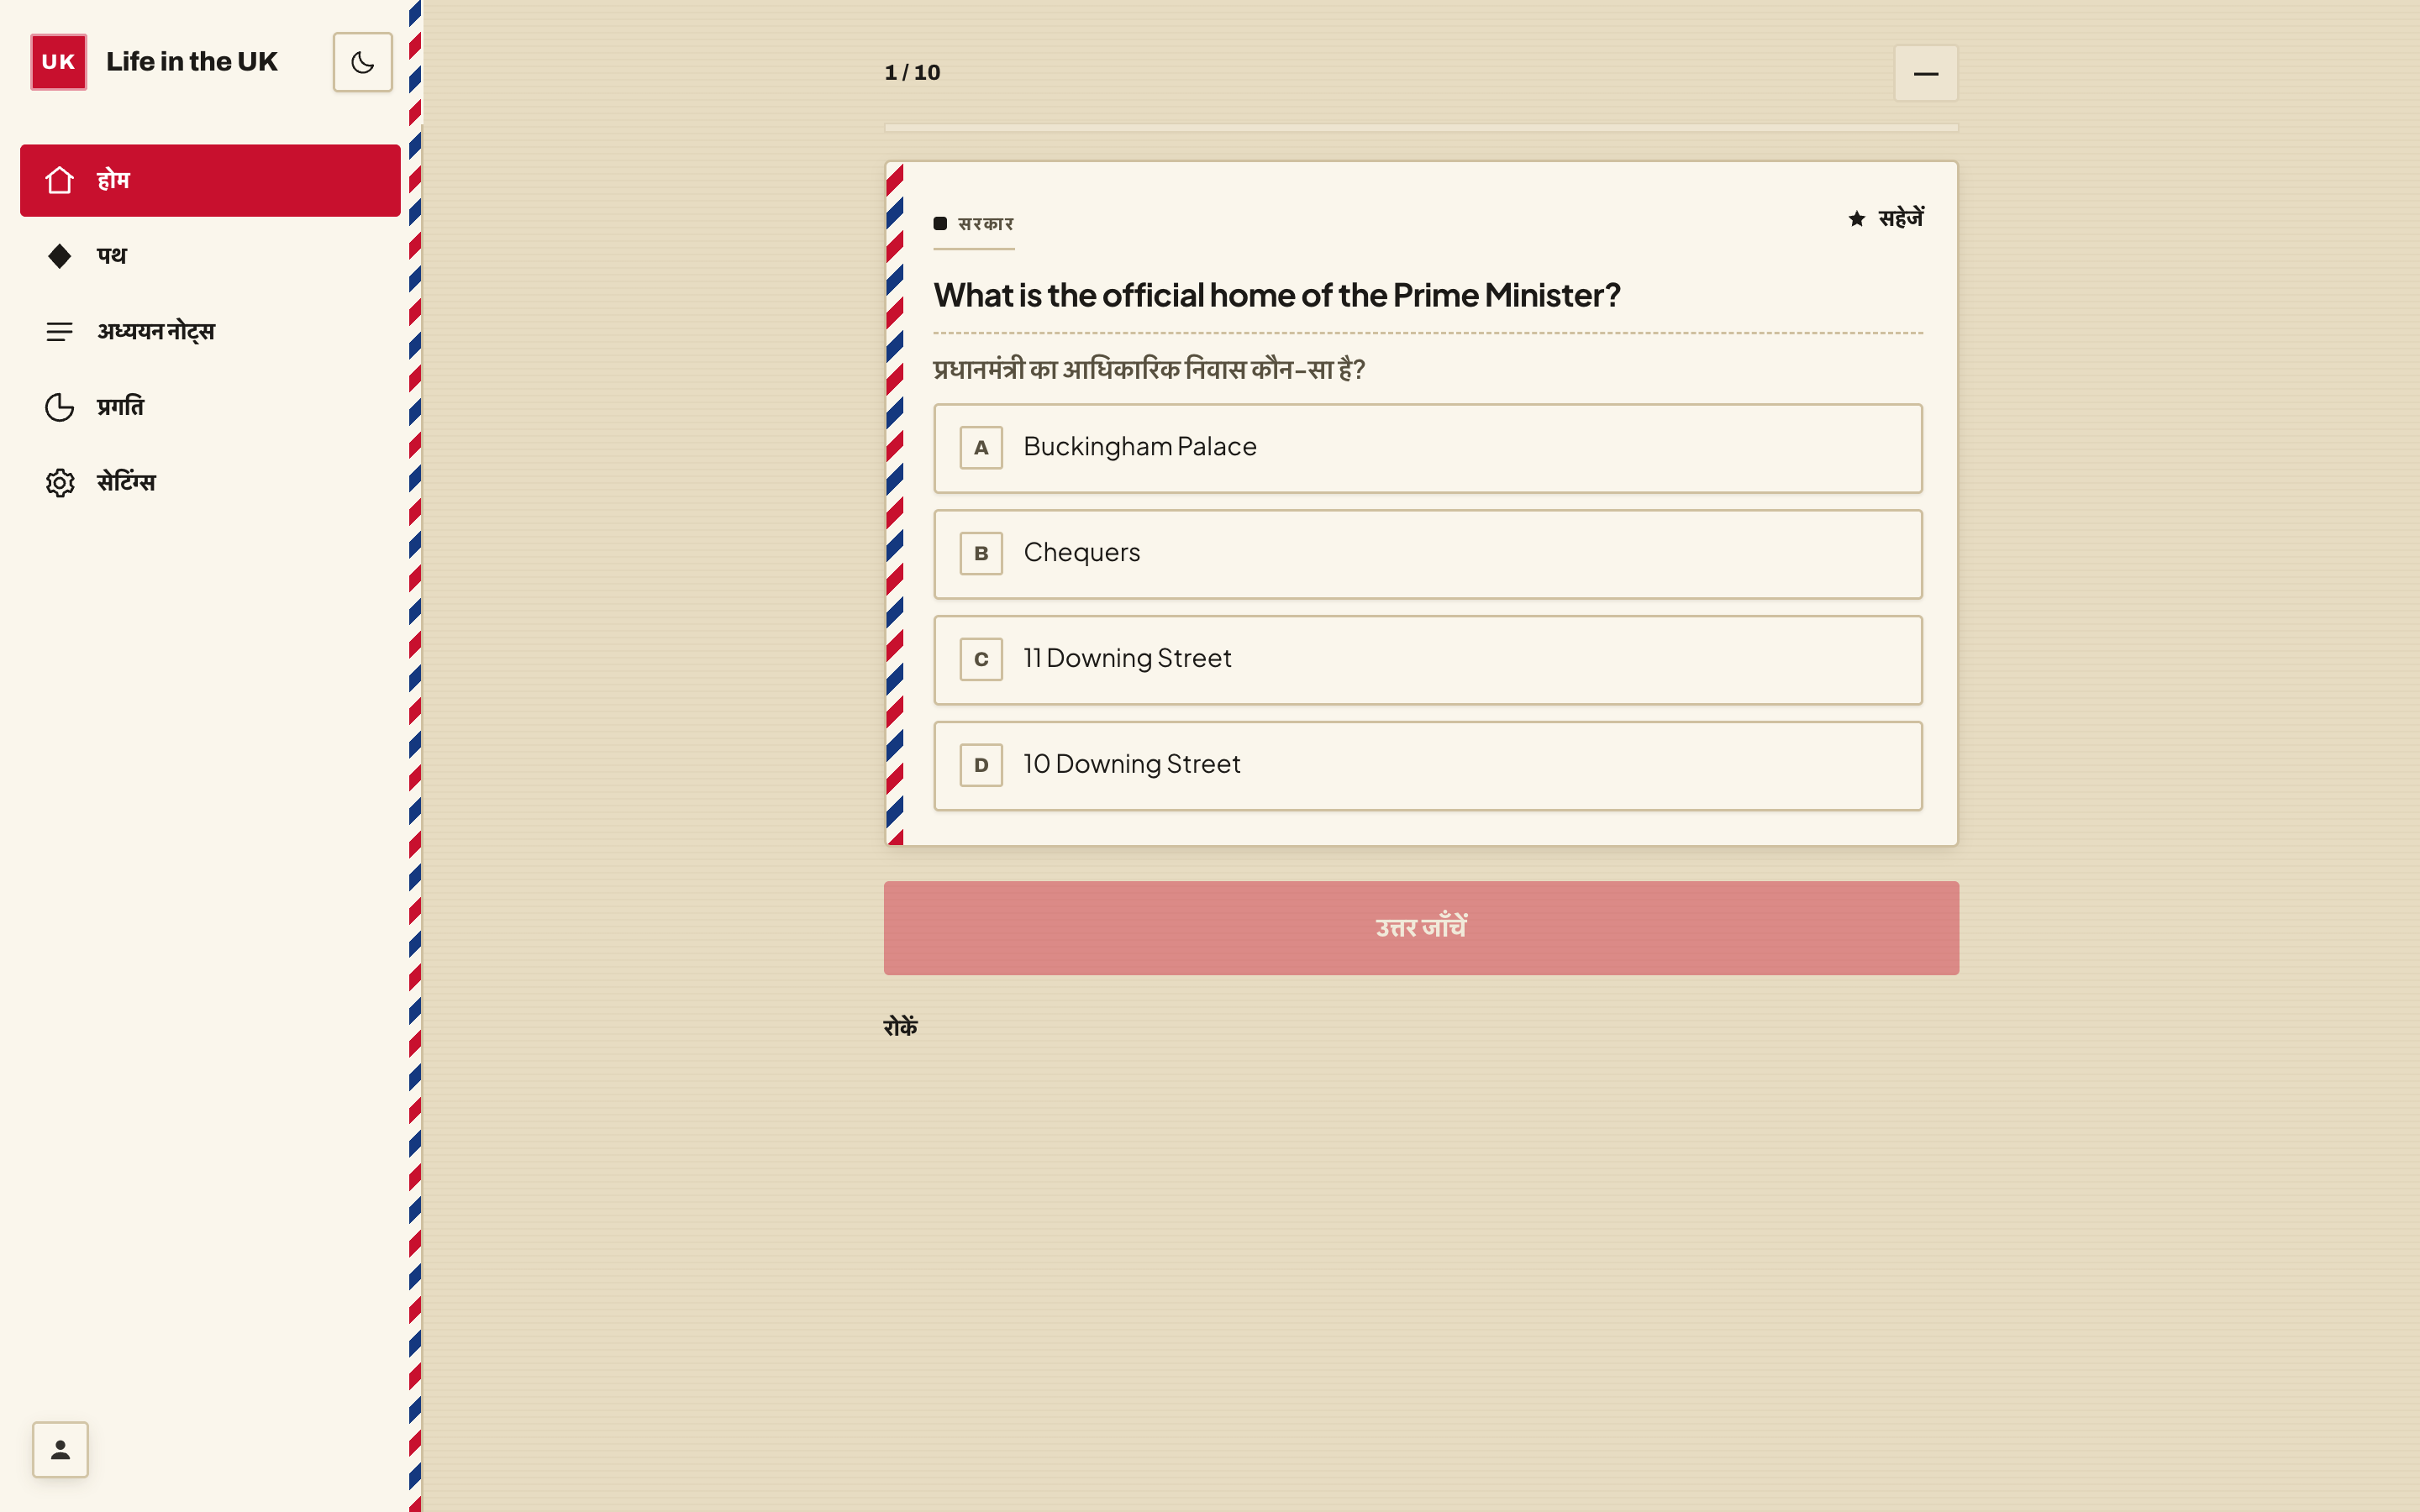 UK
Life in the UK
होम
पथ
अध्ययन नोट्स
प्रगति
सेटिंग्स
1 / 10
सरकार
सहेजें
What is the official home of the Prime Minister?
प्रधानमंत्री का आधिकारिक निवास कौन-सा है?
A Buckingham Palace
B Chequers
C 11 Downing Street
D 10 Downing Street
उत्तर जाँचें
रोकें